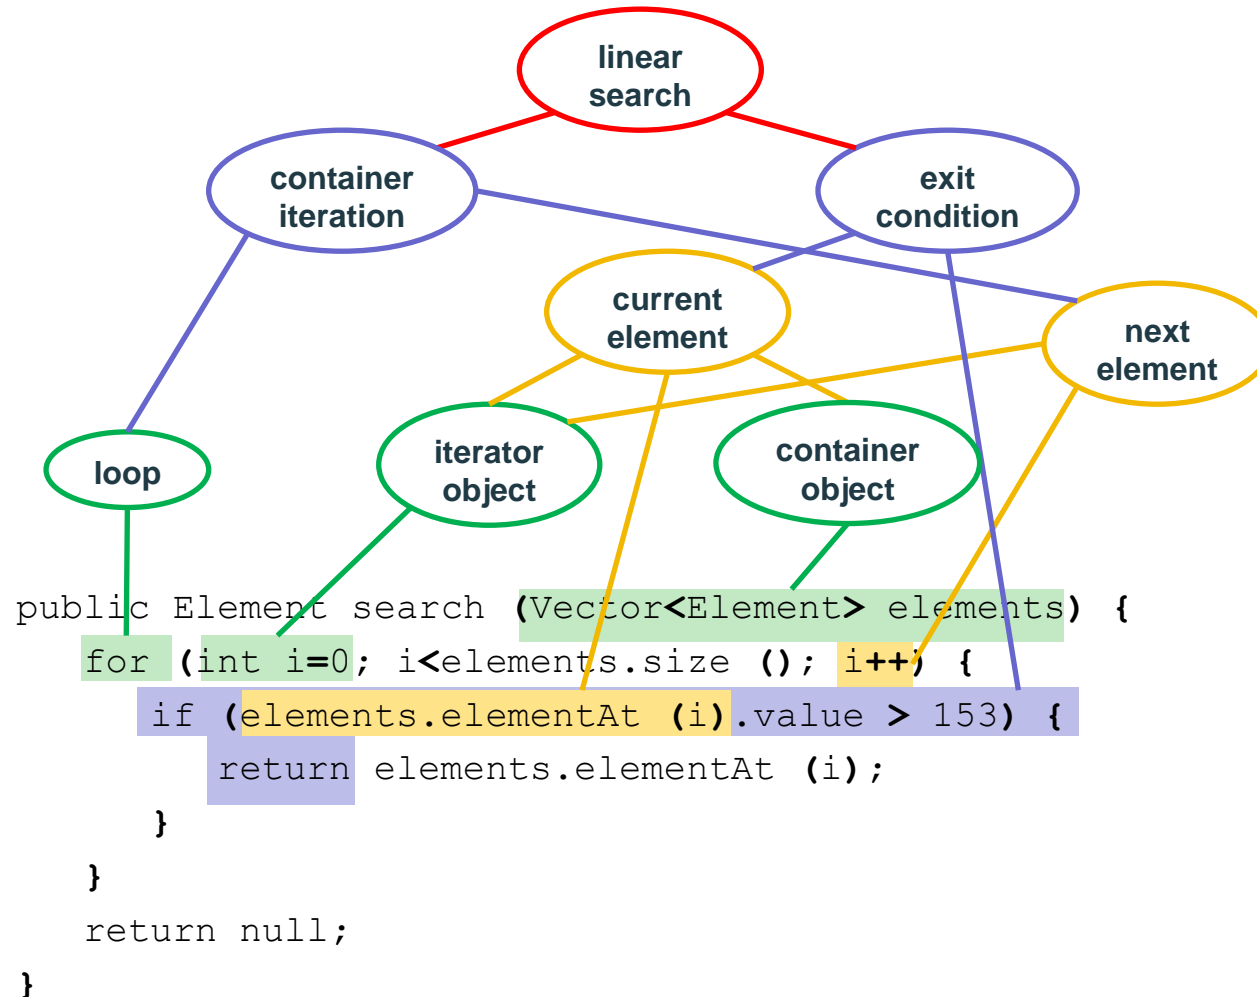 linear
search
container
iteration
exit
condition
current
element
next
element
loop
iterator
object
container
object
public Element search (Vector<Element> elements) {
for (int i=0; i<elements.size (); i++) {
if (elements.elementAt (i).value > 153) {
return elements.elementAt (i);
}
}
return null;
}